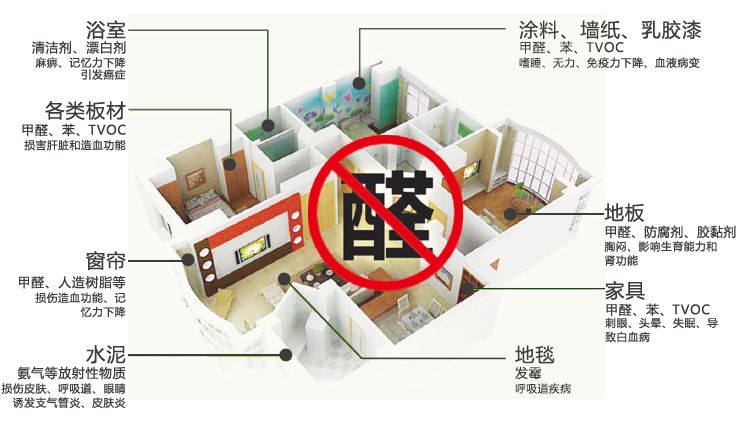 浴室
清洁剂、漂白剂
麻痹、记忆力下降
引发癌症
各类板材
甲醛、苯、TVOC
损害肝脏和造血功能
窗帘
甲醛、人造树脂等
损伤造血功能、记
忆力下降
水泥
氨气等放射性物质
损伤皮肤、呼吸道、眼睛
诱发支气管炎、皮肤炎
醛
涂料、墙纸、乳胶漆
甲醛、苯、TVOC
嗜睡、无力、免疫力下降、血液病变
地板
甲醛、防腐剂、胶黏剂
胸闷、影响生育能力和
肾功能
家具
甲醛、苯、TVOC
刺眼、头晕、失眠、导
致白血病
地毯
发霉
呼吸道疾病